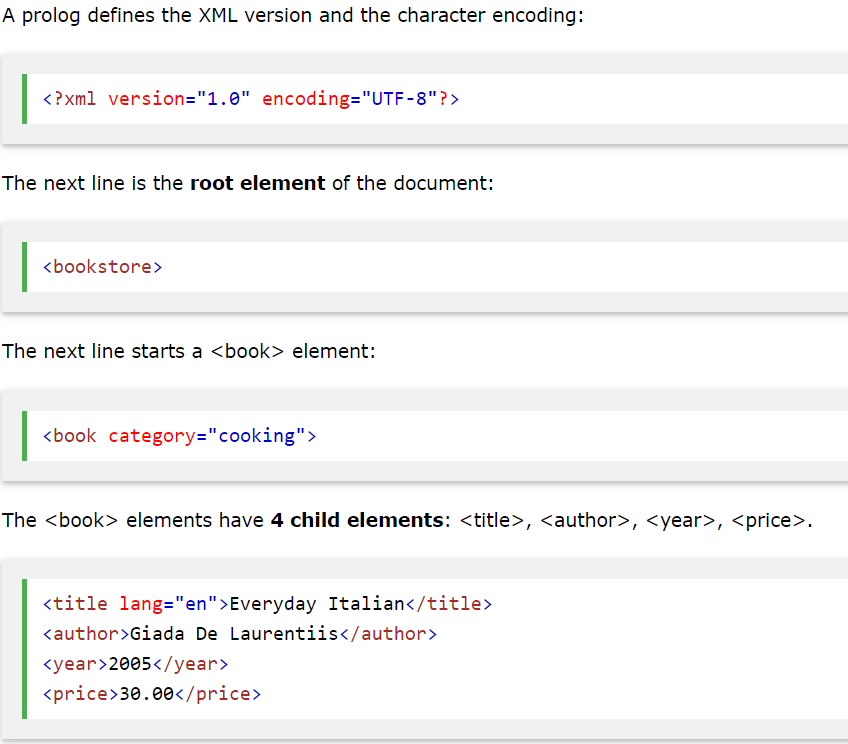 A prolog defines the XML version and the character encoding:
<?xml version="1.0" encoding="UTF-8"?>
The next line is the root element of the document:
<bookstore>
The next line starts a <book> element:
<book category="cooking">
The <book> elements have 4 child elements: <title>, <author>, <year>, <price>.
<title lang="en">Everyday Italian</title>
<author>Giada De Laurentiis</author>
<year>2005</year>
<price>30.00</price>